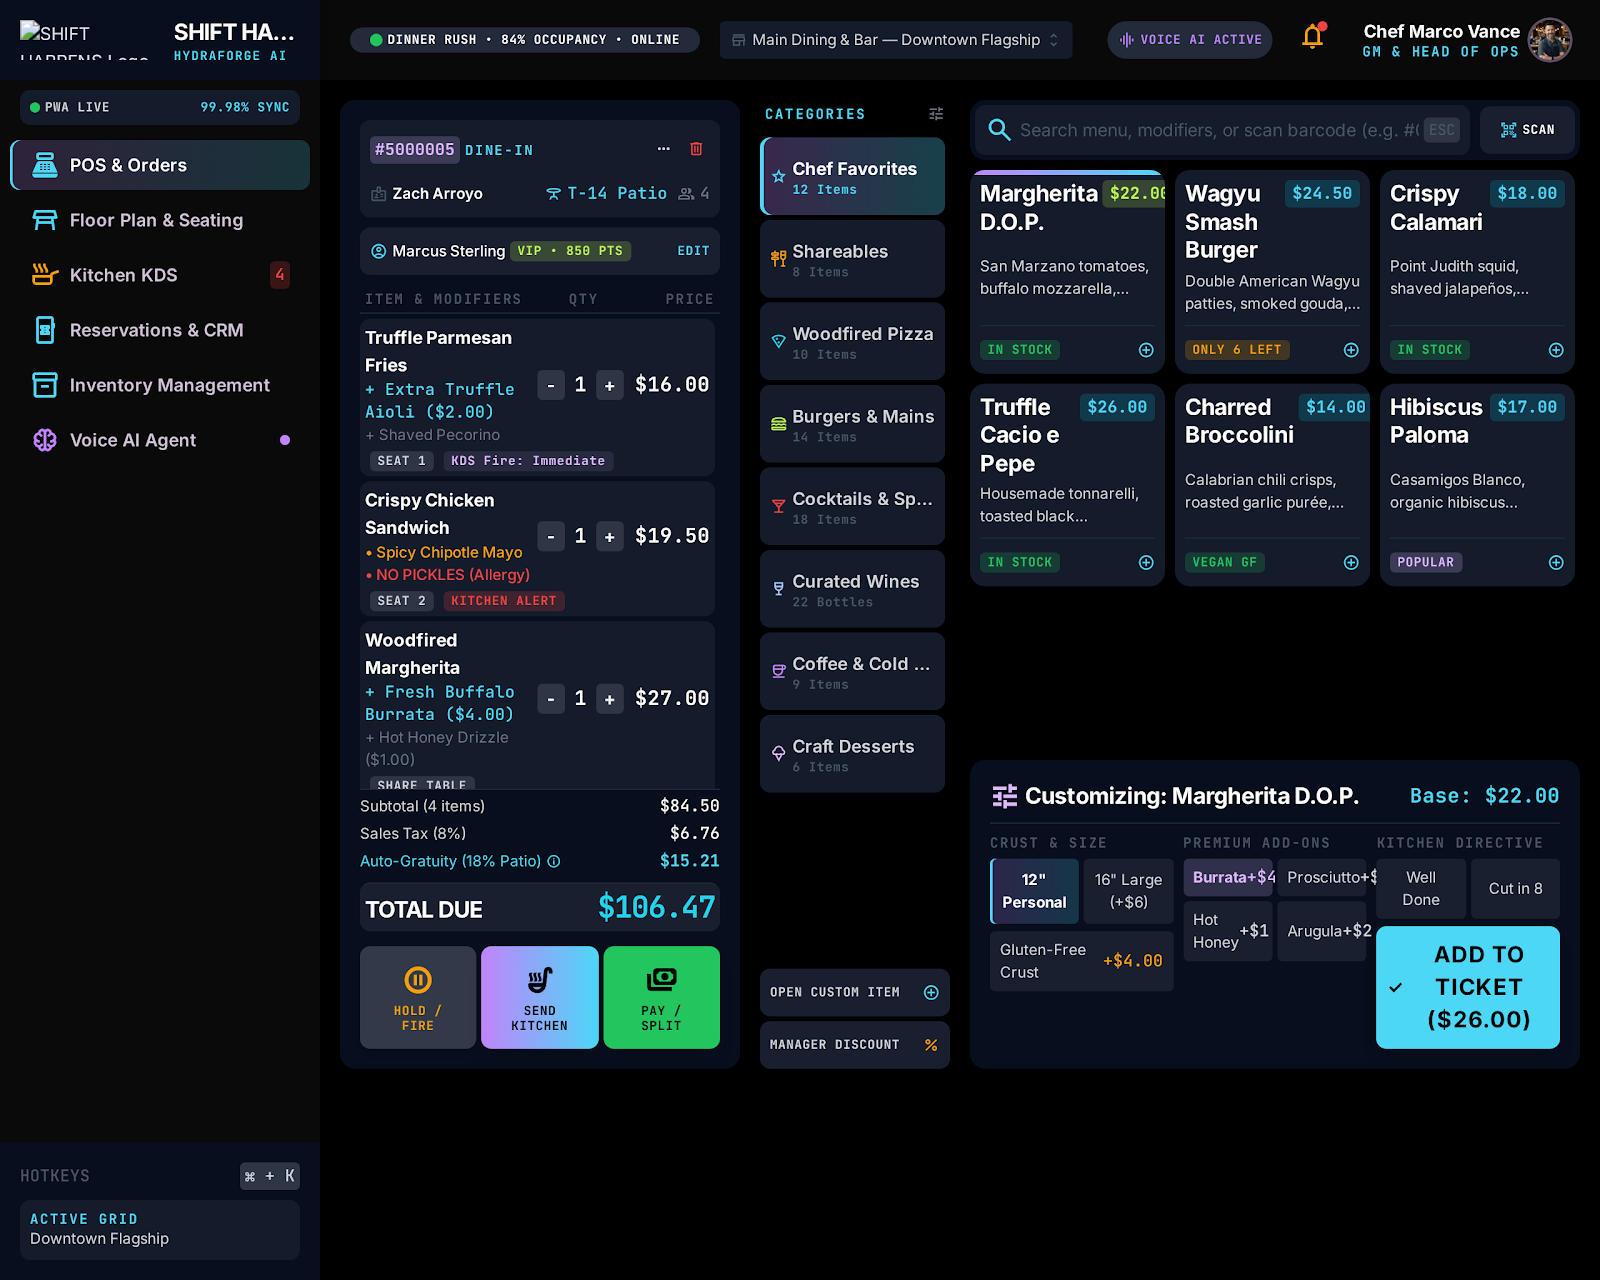 SHIFT
HARRENS Logo
SHIFT HA...
HYDRAFORGE AI
DINNER RUSH • 84% OCCUPANCY • ONLINE
Main Dining & Bar — Downtown Flagship
VOICE AI ACTIVE
Chef Marco Vance
GM & HEAD OF OPS
PWA LIVE
99.98% SYNC
POS & Orders
Floor Plan & Seating
Kitchen KDS
4
Reservations & CRM
Inventory Management
Voice AI Agent
HOTKEYS
⌘ + K
ACTIVE GRID
Downtown Flagship
#5000005 DINE-IN
Zach Arroyo
T-14 Patio
4
Marcus Sterling
VIP • 850 PTS
EDIT
ITEM & MODIFIERS QTY PRICE
Truffle Parmesan
Fries
+ Extra Truffle
Aioli ($2.00)
+ Shaved Pecorino
SEAT 1
KDS Fire: Immediate
- 1 + $16.00
Crispy Chicken
Sandwich
• Spicy Chipotle Mayo
• NO PICKLES (Allergy)
SEAT 2
KITCHEN ALERT
- 1 + $19.50
Woodfired
Margherita
+ Fresh Buffalo
Burrata ($4.00)
+ Hot Honey Drizzle
($1.00)
SHARE TABLE
- 1 + $27.00
Subtotal (4 items) $84.50
Sales Tax (8%) $6.76
Auto-Gratuity (18% Patio) $15.21
TOTAL DUE $106.47
HOLD /
FIRE
SEND
KITCHEN
PAY /
SPLIT
CATEGORIES
Chef Favorites
12 Items
Shareables
8 Items
Woodfired Pizza
10 Items
Burgers & Mains
14 Items
Cocktails & Sp...
18 Items
Curated Wines
22 Bottles
Coffee & Cold ...
9 Items
Craft Desserts
6 Items
OPEN CUSTOM ITEM
MANAGER DISCOUNT %
Search menu, modifiers, or scan barcode (e.g. #(
ESC
SCAN
Margherita
D.O.P.
$22.00
San Marzano tomatoes,
buffalo mozzarella,...
IN STOCK
Wagyu
Smash
Burger
$24.50
Double American Wagyu
patties, smoked gouda,...
ONLY 6 LEFT
Crispy
Calamari
$18.00
Point Judith squid,
shaved jalapeños,...
IN STOCK
Truffle
Cacio e
Pepe
$26.00
Housemade tonnarelli,
toasted black...
IN STOCK
Charred
Broccolini
$14.00
Calabrian chili crisps,
roasted garlic purée,...
VEGAN GF
Hibiscus
Paloma
$17.00
Casamigos Blanco,
organic hibiscus...
POPULAR
Customizing: Margherita D.O.P.
Base: $22.00
CRUST & SIZE
12"
Personal
16" Large
(+$6)
Gluten-Free
Crust
+$4.00
PREMIUM ADD-ONS
Burrata+$4
Prosciutto+$
Hot
Honey
+$1
Arugula+$2
KITCHEN DIRECTIVE
Well
Done
Cut in 8
ADD TO
TICKET
($26.00)